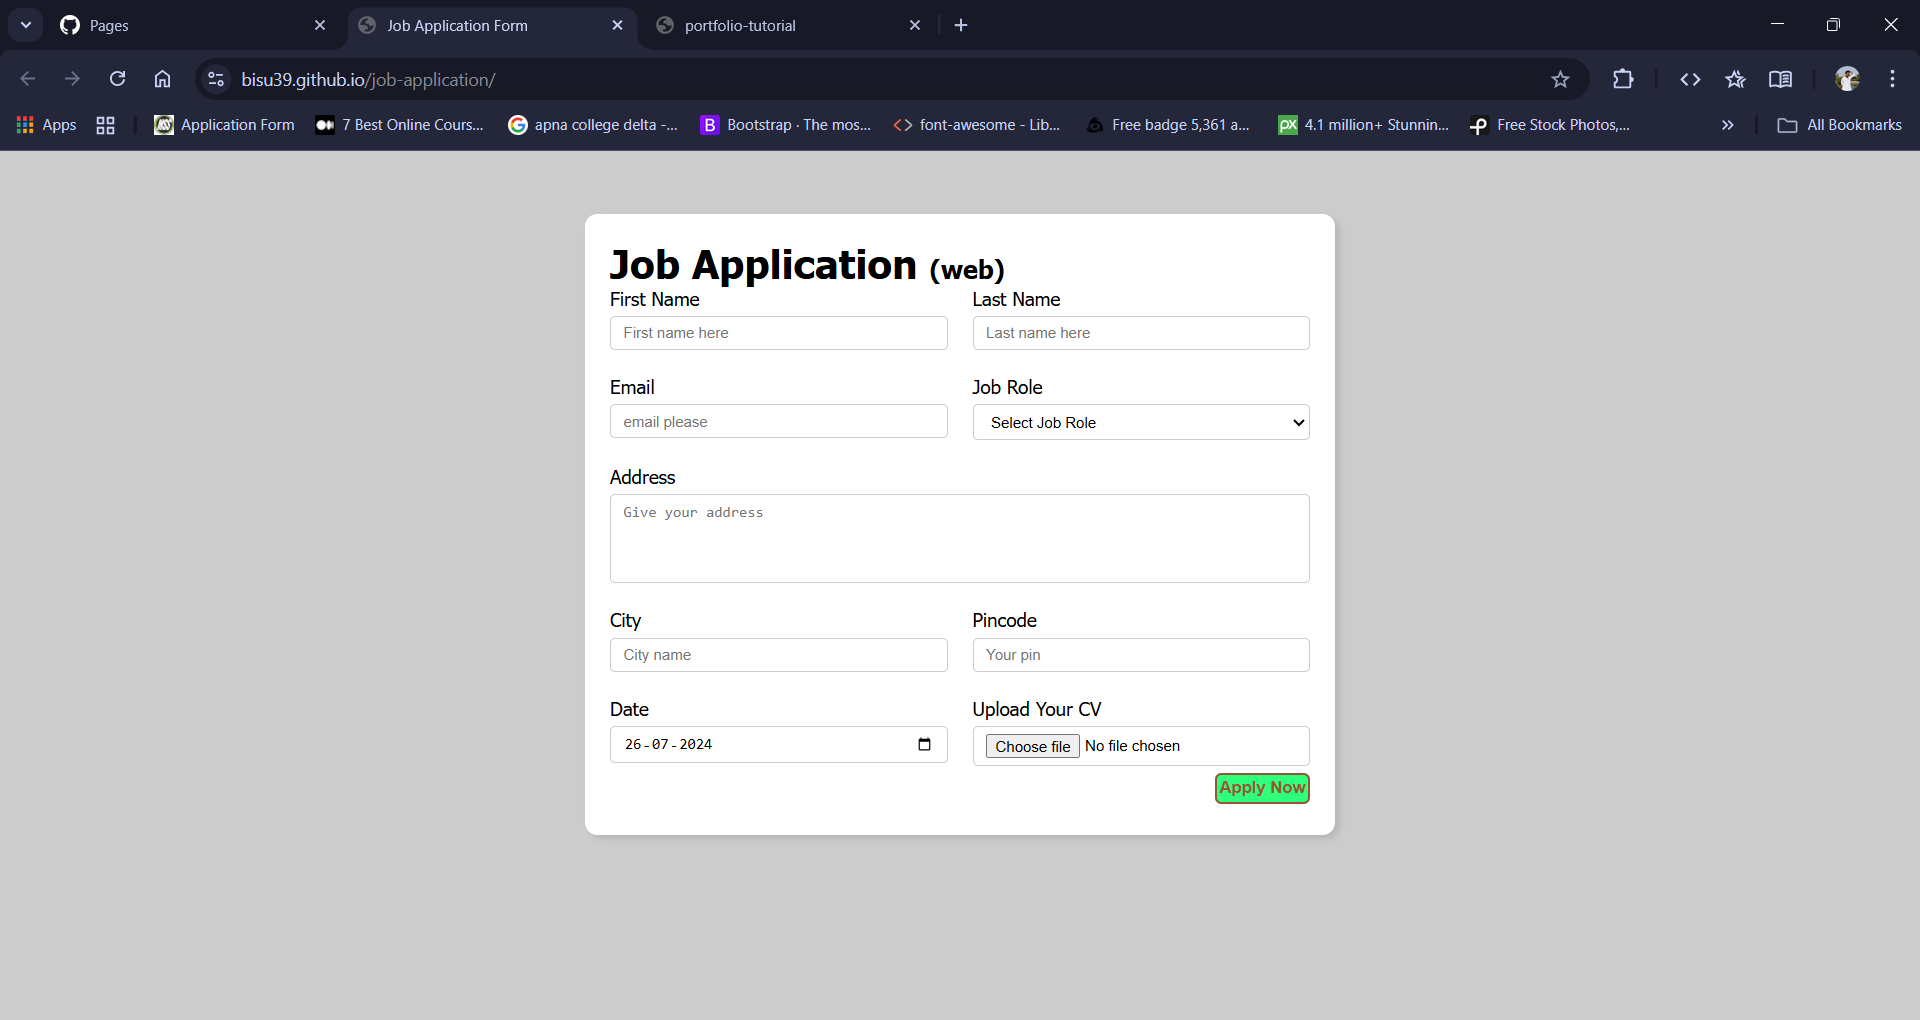 Pages
Job Application Form
portfolio-tutorial
bisu39.github.io/job-application/
Apps
Application Form
7 Best Online Cours...
apna college delta -...
B Bootstrap · The mos...
font-awesome - Lib...
Free badge 5,361 a...
px 4.1 million+ Stunnin...
Free Stock Photos,...
All Bookmarks
Job Application (web)
First Name Last Name
First name here Last name here
Email Job Role
email please Select Job Role
Address
Give your address
City Pincode
City name Your pin
Date Upload Your CV
26-07-2024 Choose file No file chosen
Apply Now